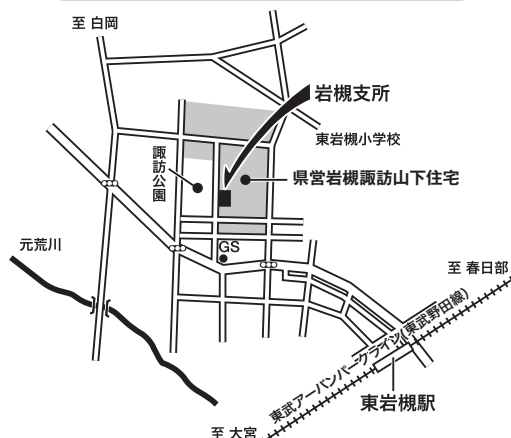 至 白岡
岩槻支所
東岩槻小学校
諏訪公園
県営岩槻諏訪山下住宅
元荒川
GS
至 春日部
東武アーバンパークライン(東武野田線)
東岩槻駅
至 大宮